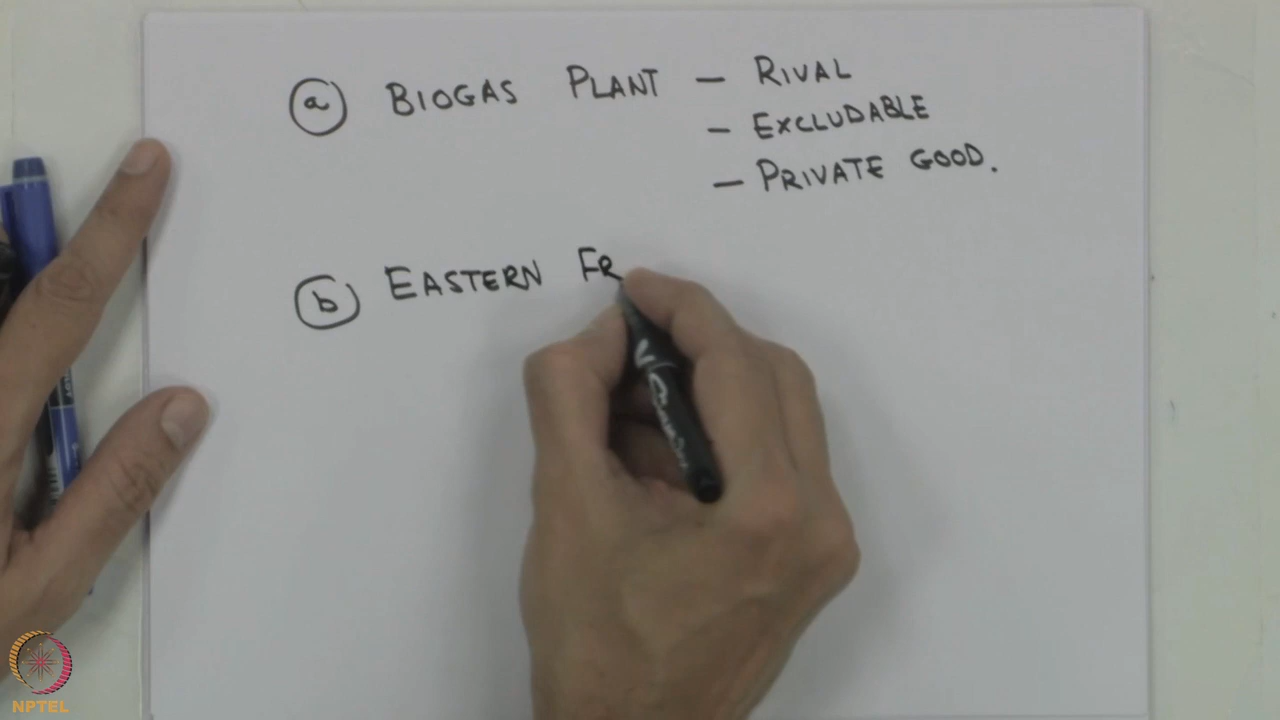 a BIOGAS PLANT – RIVAL
– EXCLUDABLE
– PRIVATE GOOD.
b EASTERN FR
NPTEL